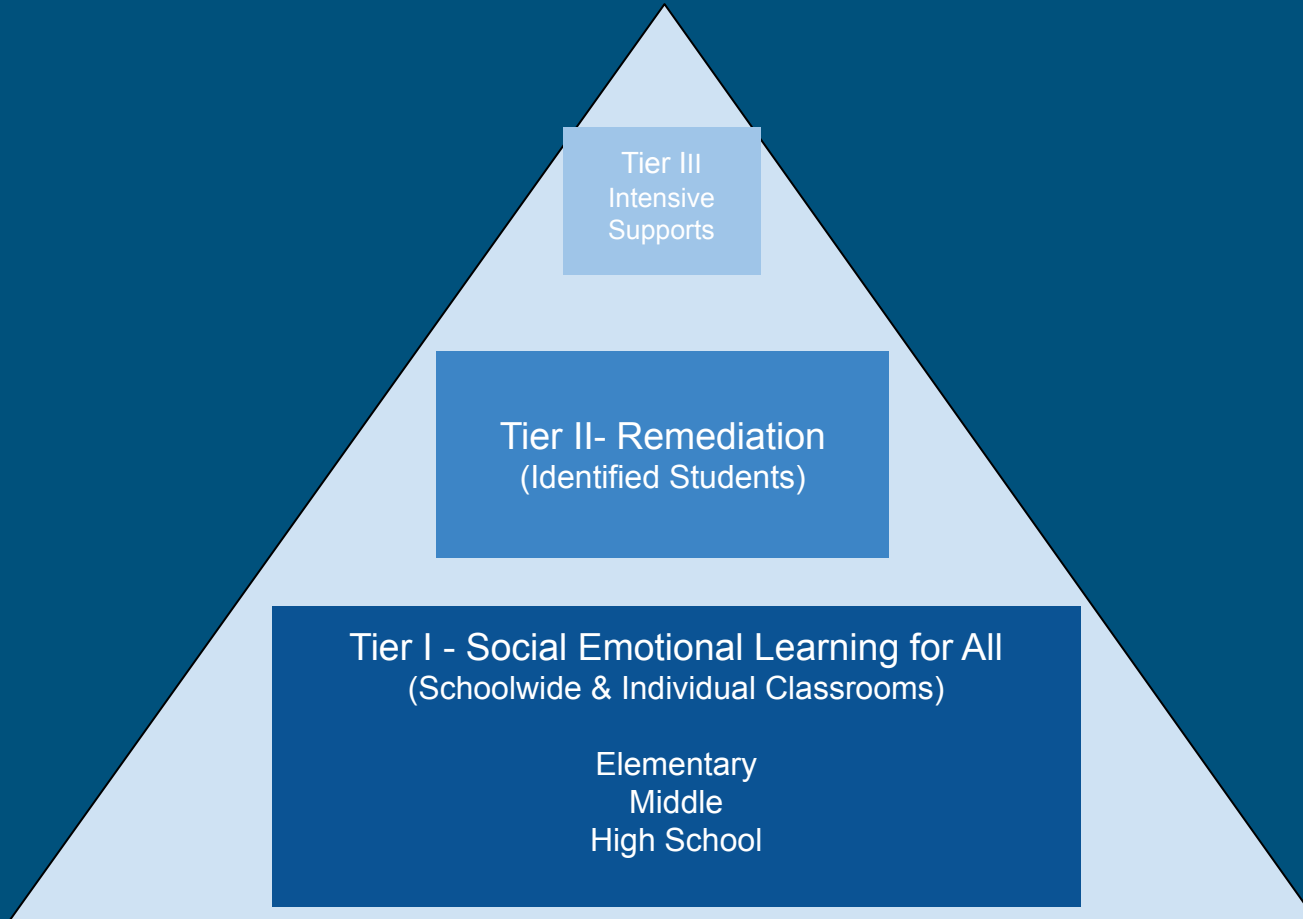 Tier III
Intensive
Supports
Tier II- Remediation
(Identified Students)
Tier I - Social Emotional Learning for All
(Schoolwide & Individual Classrooms)
Elementary
Middle
High School